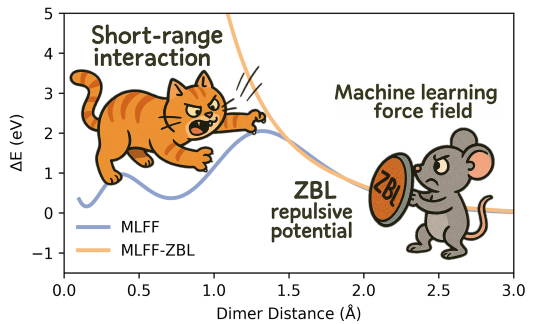 Short-range
interaction
Machine learning
force field
ZBL
ZBL
repulsive
potential
MLFF
MLFF-ZBL
ΔE (eV)
5
4
3
2
1
0
−1
0.0 0.5 1.0 1.5 2.0 2.5 3.0
Dimer Distance (Å)